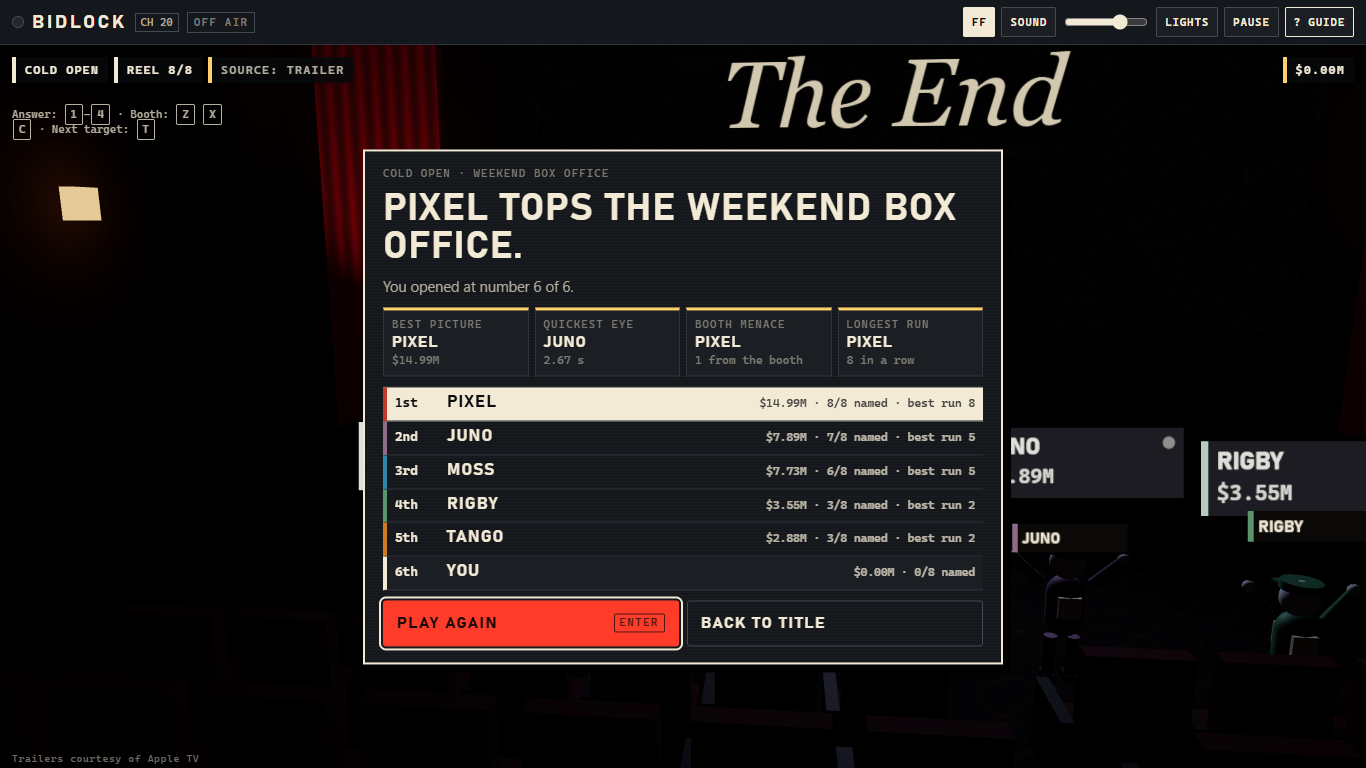 BIDLOCK CH 20 OFF AIR FF SOUND LIGHTS PAUSE ? GUIDE
COLD OPEN REEL 8/8 SOURCE: TRAILER $0.00M
The End
Answer: 1–4 · Booth: Z X
C · Next target: T
COLD OPEN · WEEKEND BOX OFFICE
PIXEL TOPS THE WEEKEND BOX
OFFICE.
You opened at number 6 of 6.
BEST PICTURE
PIXEL
$14.99M
QUICKEST EYE
JUNO
2.67 s
BOOTH MENACE
PIXEL
1 from the booth
LONGEST RUN
PIXEL
8 in a row
1st PIXEL $14.99M · 8/8 named · best run 8
2nd JUNO $7.89M · 7/8 named · best run 5
3rd MOSS $7.73M · 6/8 named · best run 5
4th RIGBY $3.55M · 3/8 named · best run 2
5th TANGO $2.88M · 3/8 named · best run 2
6th YOU $0.00M · 0/8 named
PLAY AGAIN ENTER BACK TO TITLE
NO
.89M
RIGBY
$3.55M
JUNO
RIGBY
Trailers courtesy of Apple TV